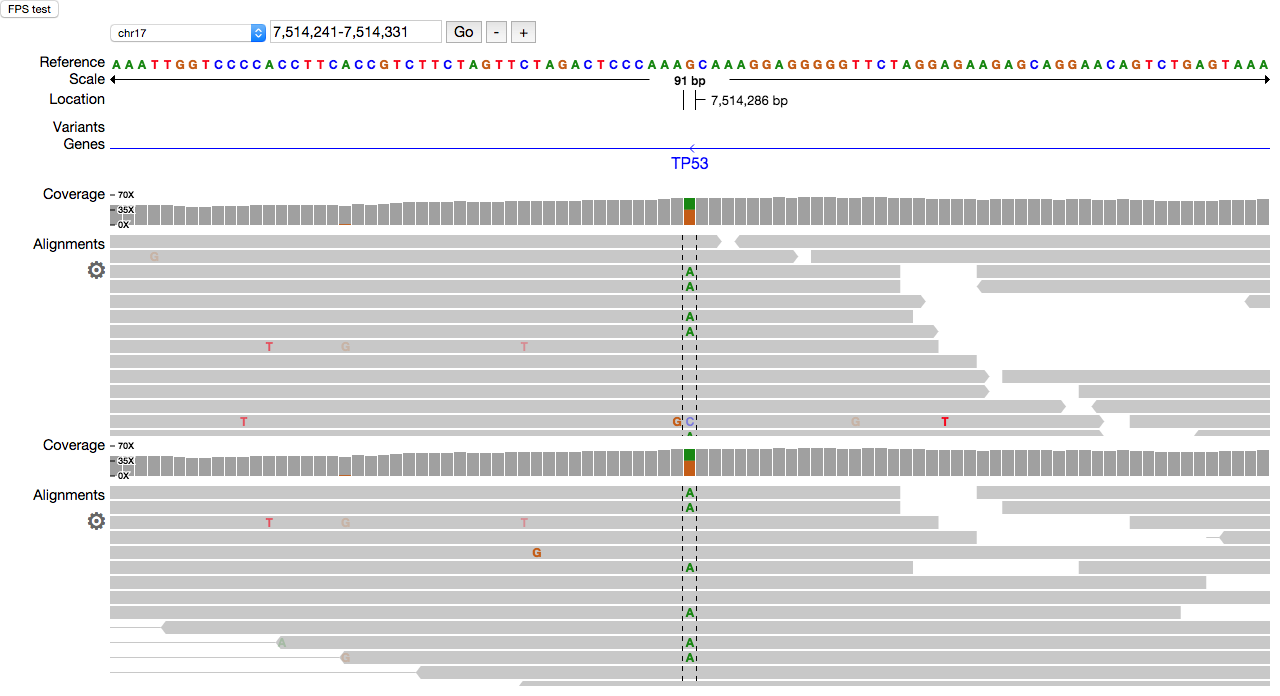 FPS test
chr17 7,514,241-7,514,331 Go - +
Reference A A A T T G G T C C C C A C C T T C A C C G T C T T C T A G T T C T A G A C T C C C A A A G C A A A G G A G G G G G T T C T A G G A G A A G A G C A G G A A C A G T C T G A G T A A A
Scale 91 bp
Location 7,514,286 bp
Variants
Genes
TP53
Coverage 70X
35X
0X
Alignments
G
A
A
A
A
T G T
T G C G T
A
Coverage 70X
35X
0X
Alignments A
A
T G T
G
A
A
A A
G A